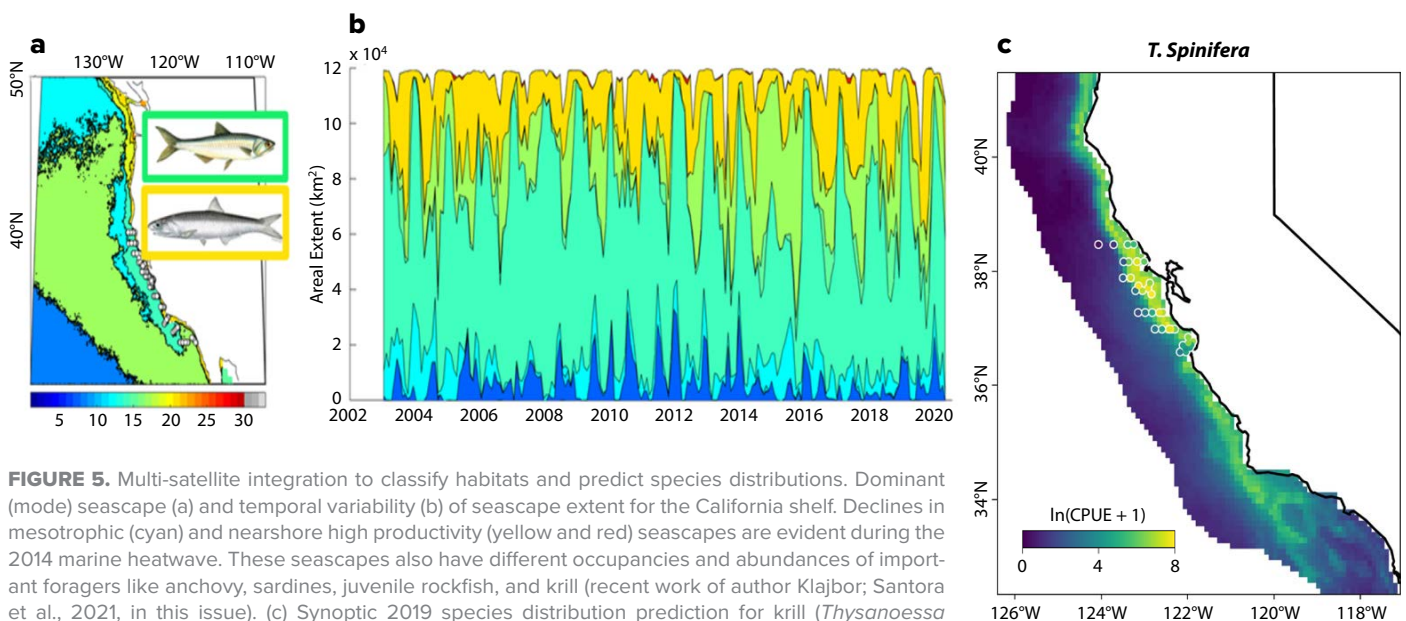 a
130°W 120°W 110°W
50°N
40°N
5 10 15 20 25 30
b
x 10⁴
12
10
8
6
4
2
0
Areal Extent (km²)
2002 2004 2006 2008 2010 2012 2014 2016 2018 2020
c
T. Spinifera
40°N
38°N
36°N
34°N
ln(CPUE + 1)
0 4 8
126°W 124°W 122°W 120°W 118°W
FIGURE 5. Multi-satellite integration to classify habitats and predict species distributions. Dominant
(mode) seascape (a) and temporal variability (b) of seascape extent for the California shelf. Declines in
mesotrophic (cyan) and nearshore high productivity (yellow and red) seascapes are evident during the
2014 marine heatwave. These seascapes also have different occupancies and abundances of import-
ant foragers like anchovy, sardines, juvenile rockfish, and krill (recent work of author Klajbor; Santora
et al., 2021, in this issue). (c) Synoptic 2019 species distribution prediction for krill (Thysanoessa